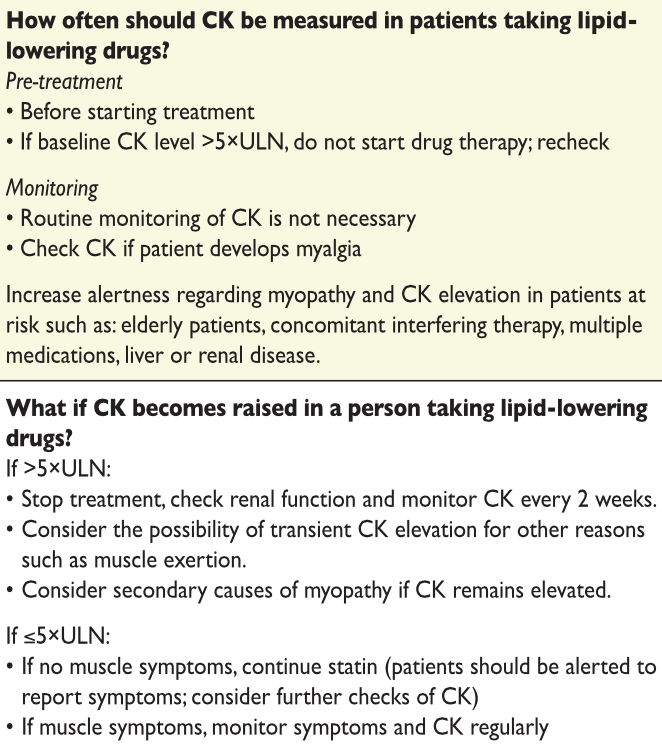 How often should CK be measured in patients taking lipid-
lowering drugs?
Pre-treatment
• Before starting treatment
• If baseline CK level >5×ULN, do not start drug therapy; recheck
Monitoring
• Routine monitoring of CK is not necessary
• Check CK if patient develops myalgia
Increase alertness regarding myopathy and CK elevation in patients at
risk such as: elderly patients, concomitant interfering therapy, multiple
medications, liver or renal disease.
What if CK becomes raised in a person taking lipid-lowering
drugs?
If >5×ULN:
• Stop treatment, check renal function and monitor CK every 2 weeks.
• Consider the possibility of transient CK elevation for other reasons
such as muscle exertion.
• Consider secondary causes of myopathy if CK remains elevated.
If ≤5×ULN:
• If no muscle symptoms, continue statin (patients should be alerted to
report symptoms; consider further checks of CK)
• If muscle symptoms, monitor symptoms and CK regularly